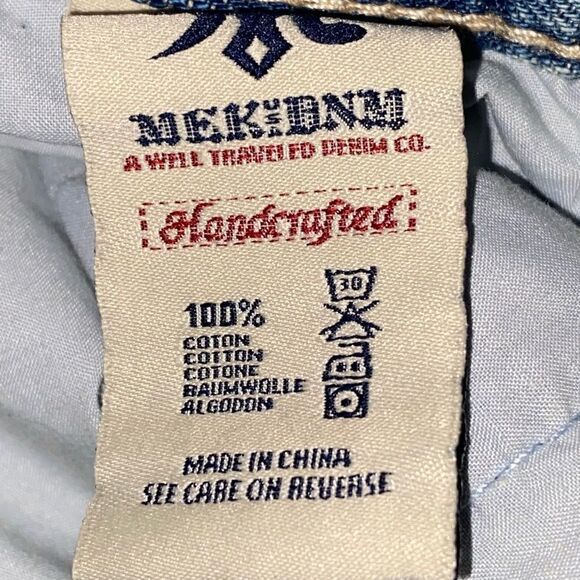 MEK DNM
A WELL TRAVELED DENIM CO.
Handcrafted
30
100%
COTON
COTTON
COTONE
BAUMWOLLE
ALGODON
MADE IN CHINA
SEE CARE ON REVERSE